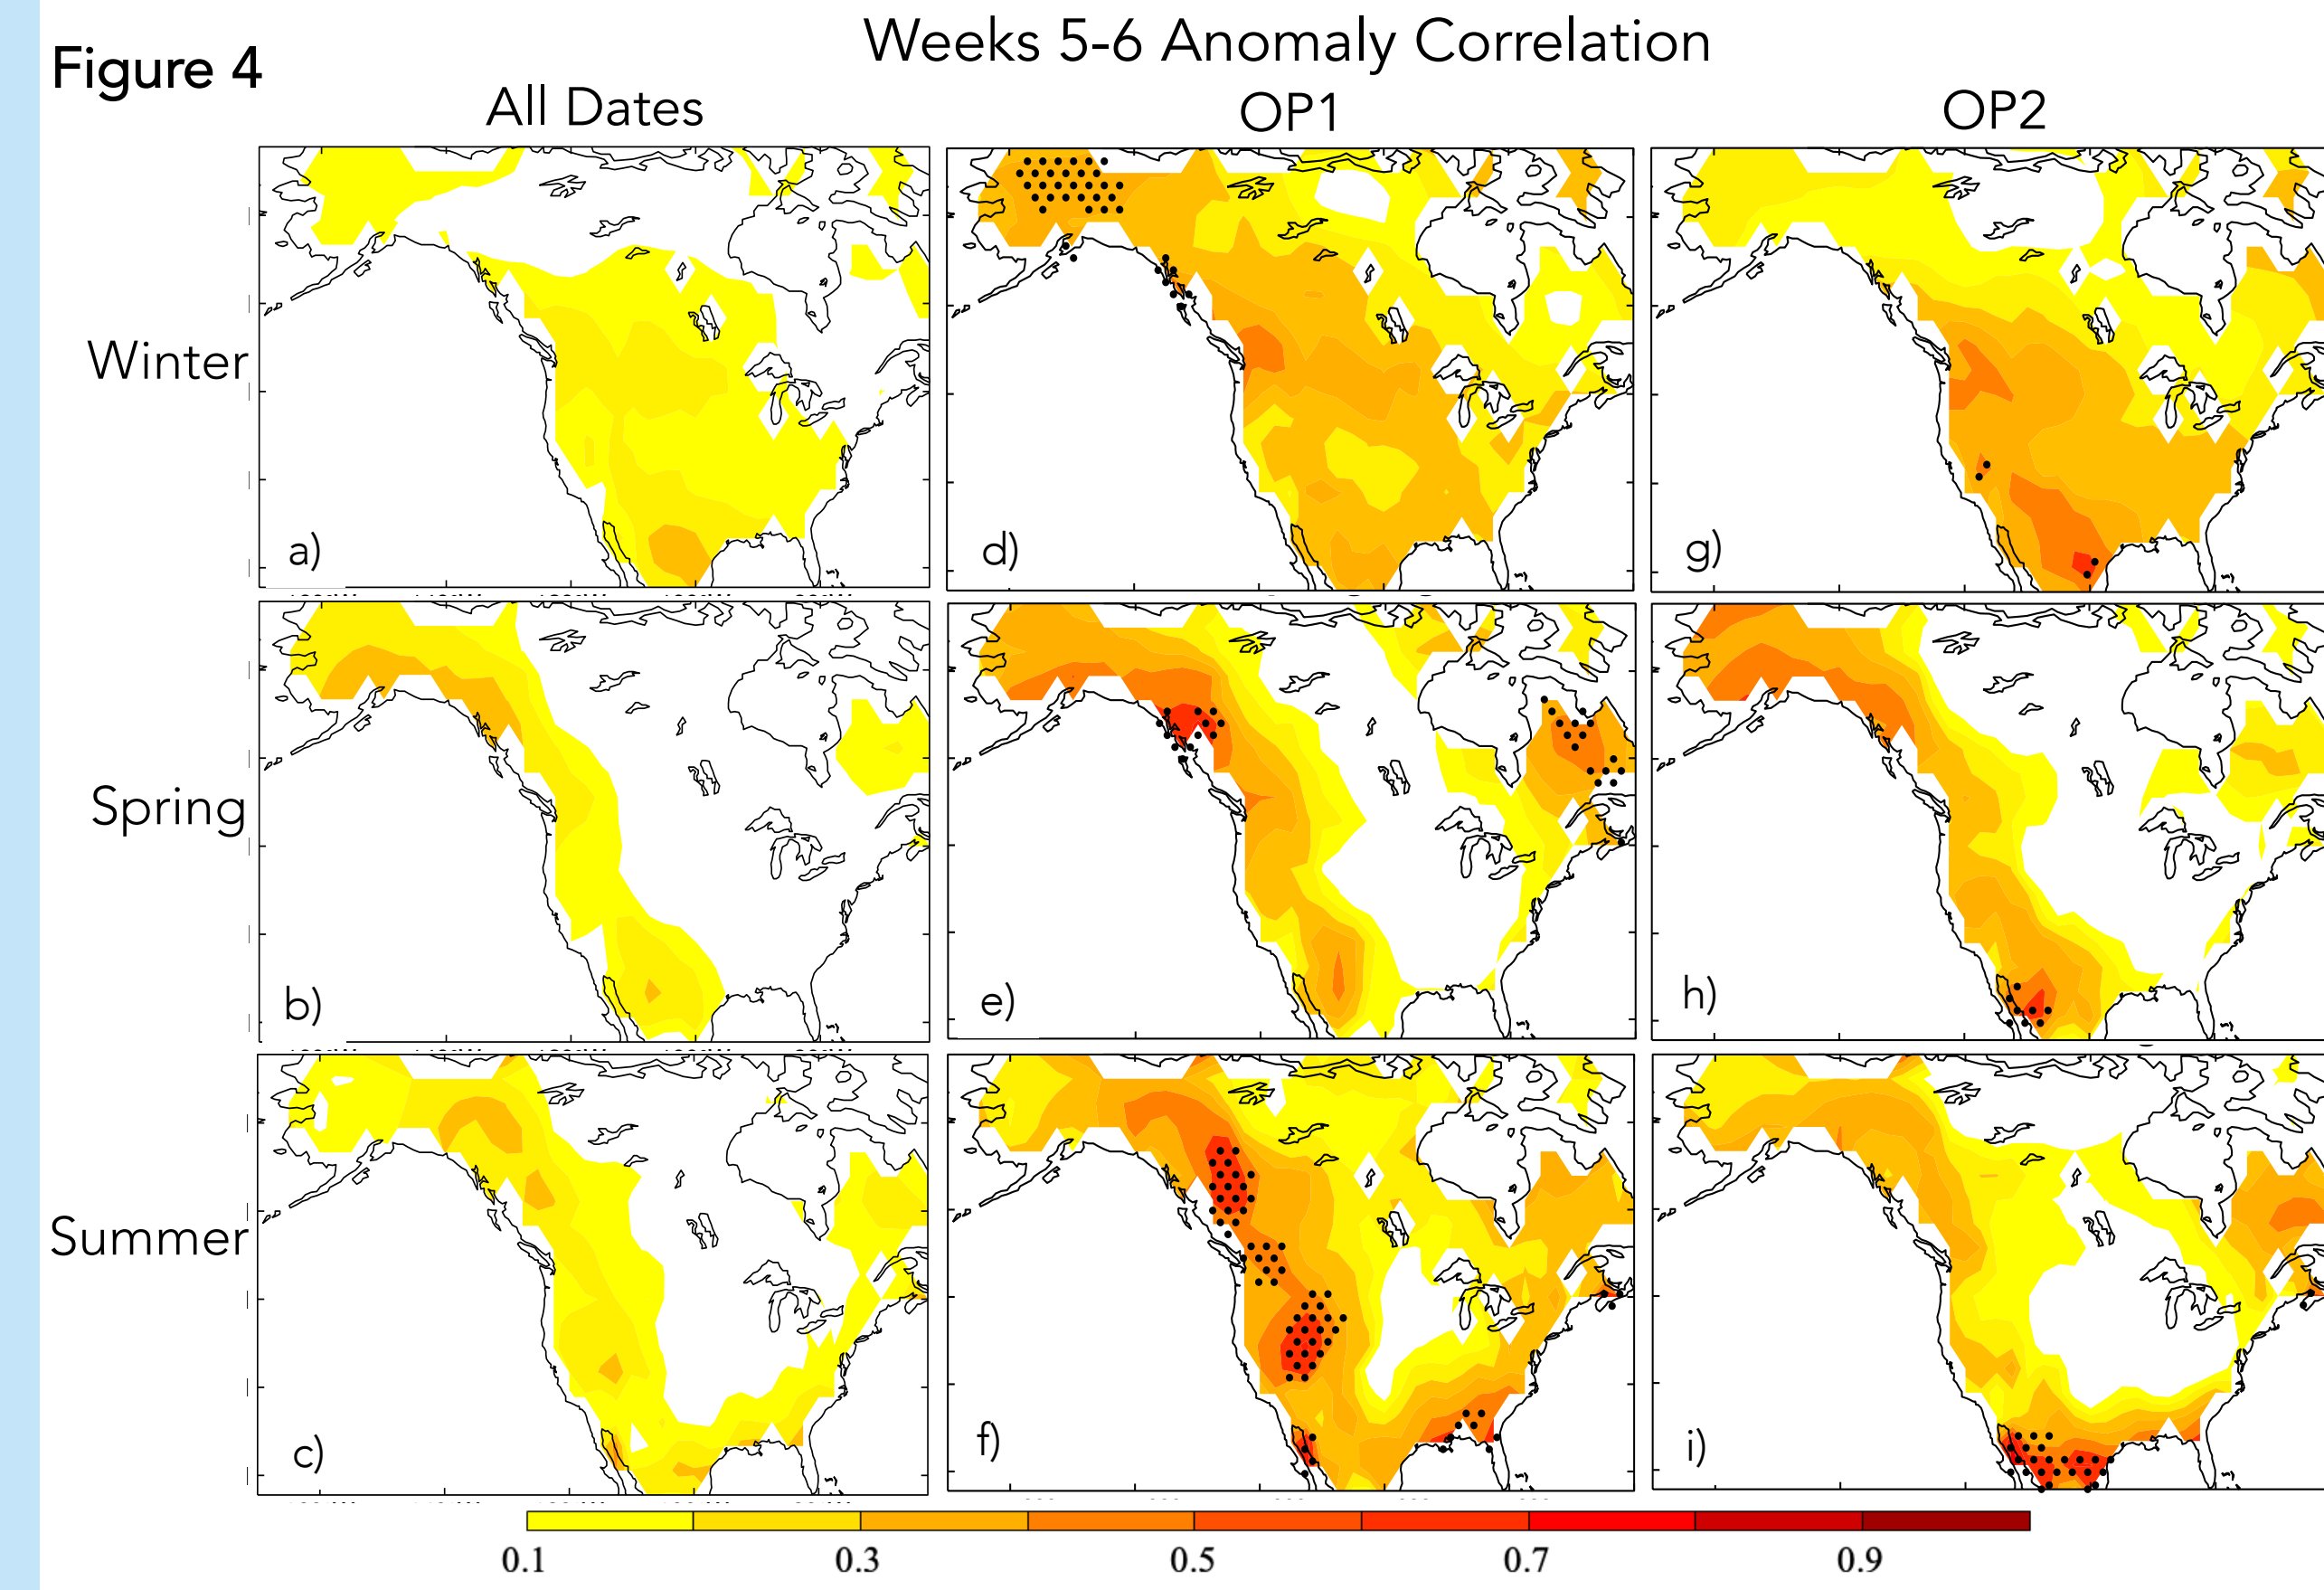 Weeks 5-6 Anomaly Correlation
Figure 4
All Dates
OP1
OP2
Winter
a)
d)
g)
Spring
b)
e)
h)
Summer
c)
f)
i)
0.1
0.3
0.5
0.7
0.9